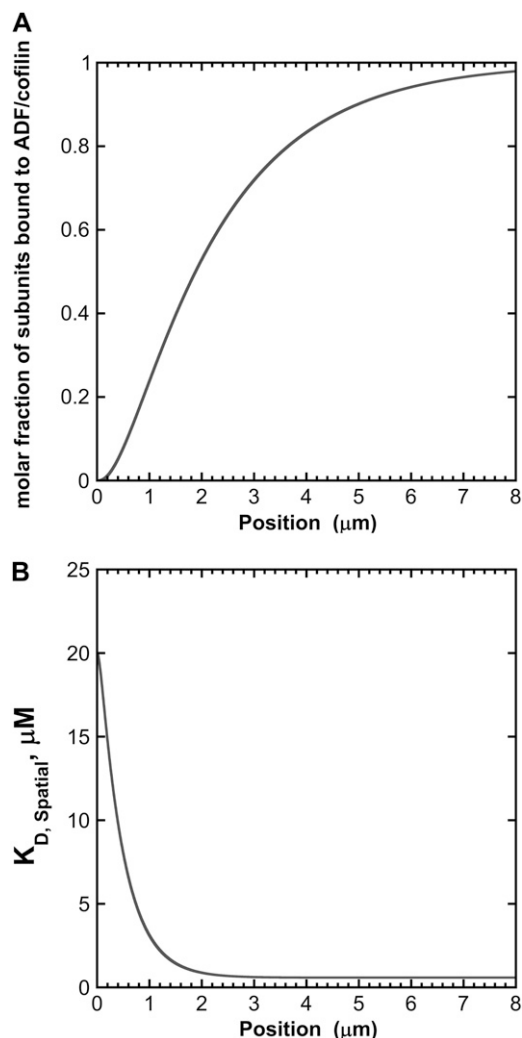 A
molar fraction of subunits bound to ADF/cofilin
1
0.8
0.6
0.4
0.2
0
0 1 2 3 4 5 6 7 8
Position (μm)
B
K_D, Spatial, μM
25
20
15
10
5
0
0 1 2 3 4 5 6 7 8
Position (μm)